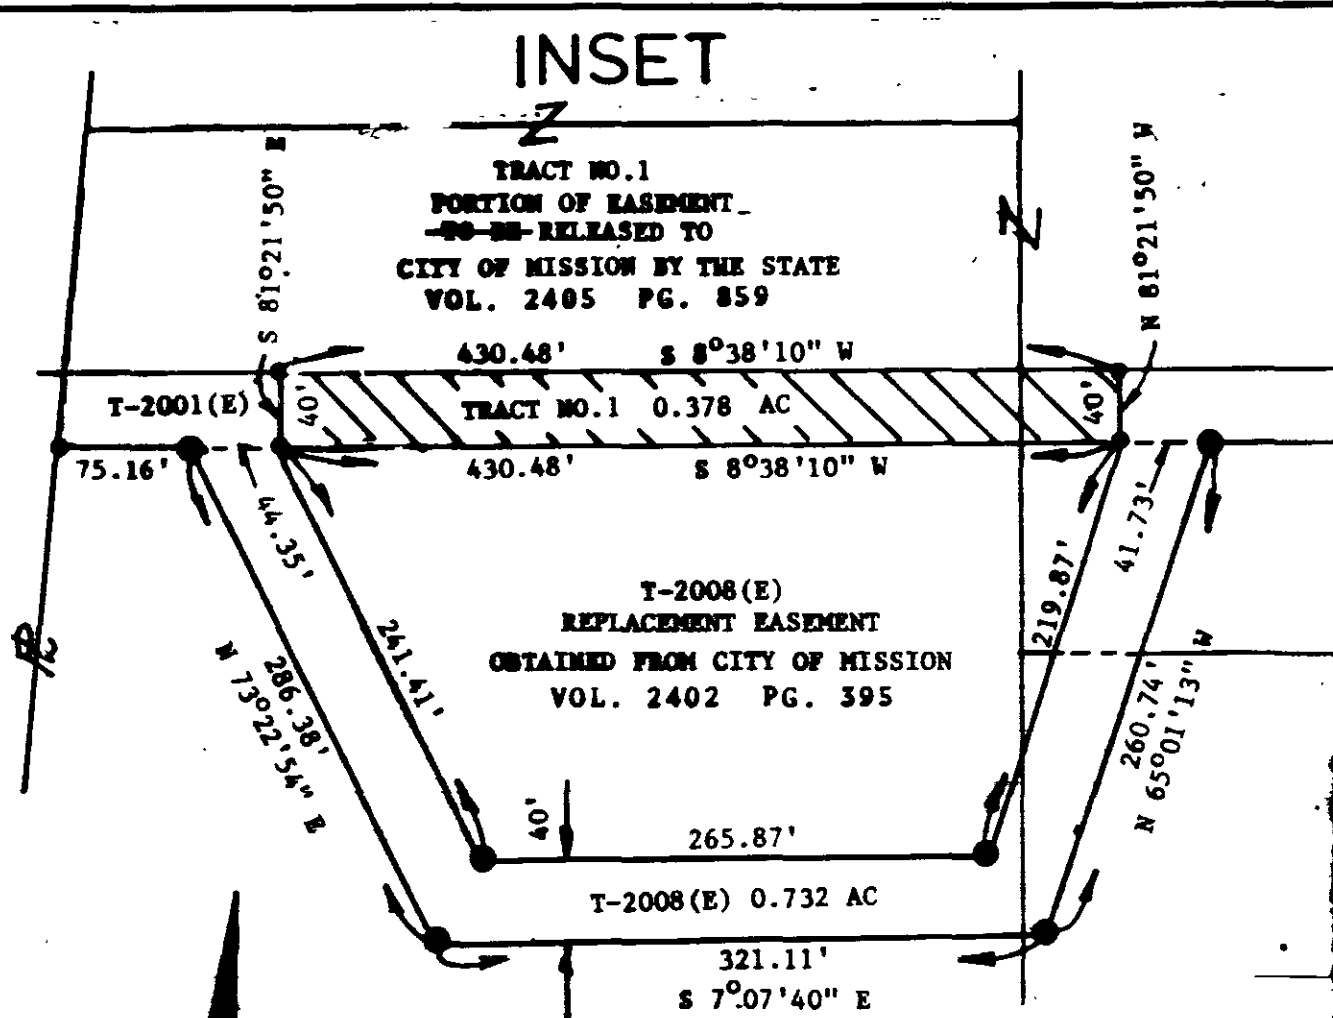 INSET
TRACT NO.1
PORTION OF EASEMENT
TO BE RELEASED TO
CITY OF MISSION BY THE STATE
VOL. 2405 PG. 859
S 81°21'50" E
N 81°21'50" W
430.48' S 8°38'10" W
T-2001(E)
40'
TRACT NO.1 0.378 AC
40'
75.16'
430.48' S 8°38'10" W
44.35'
41.73'
T-2008(E)
REPLACEMENT EASEMENT
OBTAINED FROM CITY OF MISSION
VOL. 2402 PG. 395
241.41'
219.87'
286.38'
N 73°22'54" E
260.74'
N 65°01'13" W
40'
265.87'
T-2008(E) 0.732 AC
321.11'
S 7°07'40" E